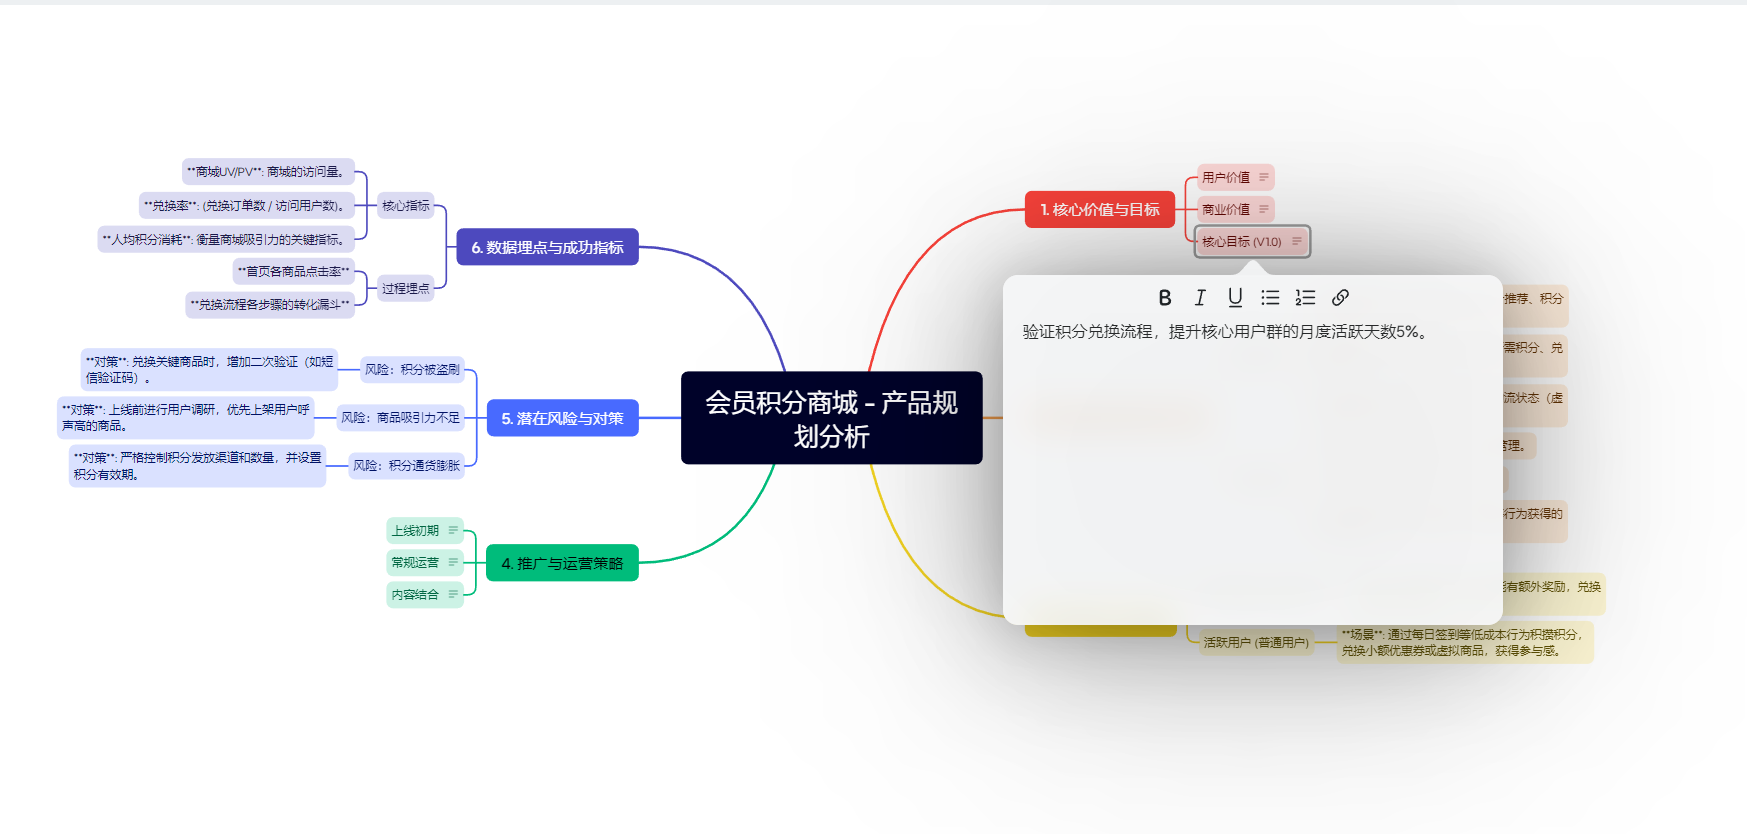 **商城UV/PV**: 商城的访问量。
**兑换率**: (兑换订单数 / 访问用户数)。
**人均积分消耗**: 衡量商城吸引力的关键指标。
核心指标
**首页各商品点击率**
**兑换流程各步骤的转化漏斗**
过程埋点
6. 数据埋点与成功指标
**对策**: 兑换关键商品时，增加二次验证（如短
信验证码）。
风险：积分被盗刷
**对策**: 上线前进行用户调研，优先上架用户呼
声高的商品。
风险：商品吸引力不足
**对策**: 严格控制积分发放渠道和数量，并设置
积分有效期。
风险：积分通货膨胀
5. 潜在风险与对策
上线初期
常规运营
内容结合
4. 推广与运营策略
会员积分商城 - 产品规
划分析
1. 核心价值与目标
用户价值
商业价值
核心目标 (V1.0)
B I U
验证积分兑换流程，提升核心用户群的月度活跃天数5%。
推荐、积分
需积分、兑
流状态（虚
管理。
行为获得的
有额外奖励，兑换
活跃用户 (普通用户)
**场景**: 通过每日签到等低成本行为积攒积分，
兑换小额优惠券或虚拟商品，获得参与感。